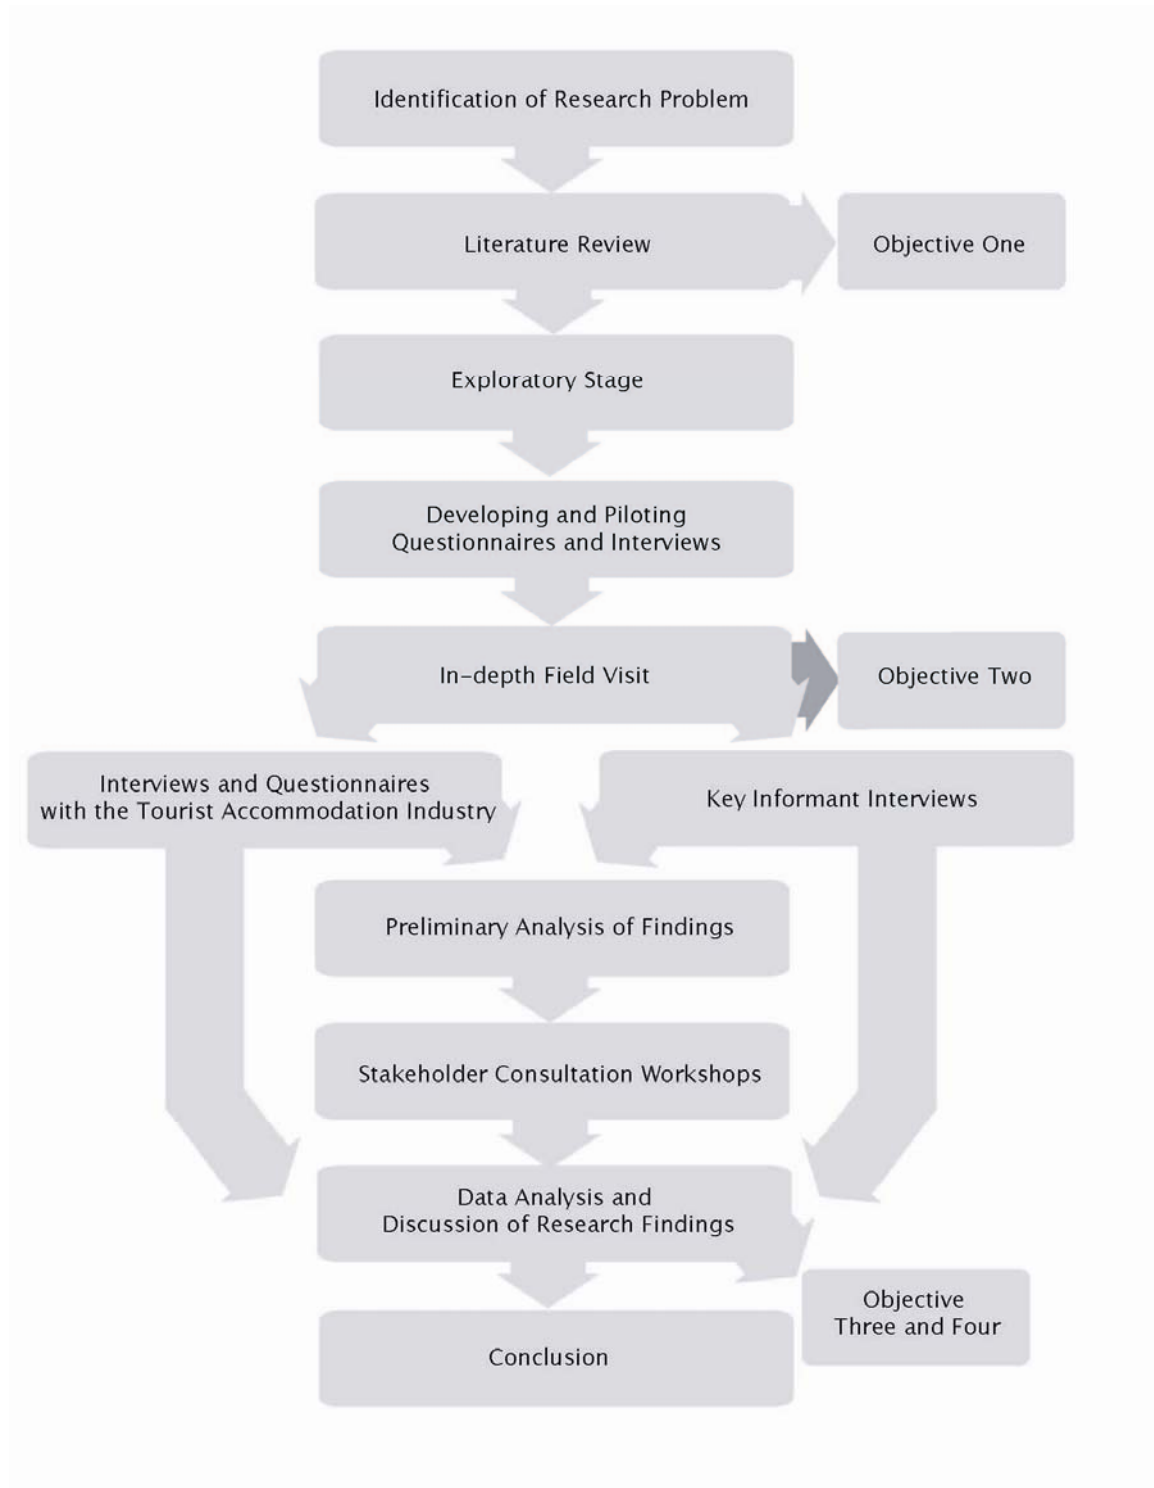 Identification of Research Problem
Literature Review
Objective One
Exploratory Stage
Developing and Piloting
Questionnaires and Interviews
In-depth Field Visit
Objective Two
Interviews and Questionnaires
with the Tourist Accommodation Industry
Key Informant Interviews
Preliminary Analysis of Findings
Stakeholder Consultation Workshops
Data Analysis and
Discussion of Research Findings
Objective
Three and Four
Conclusion